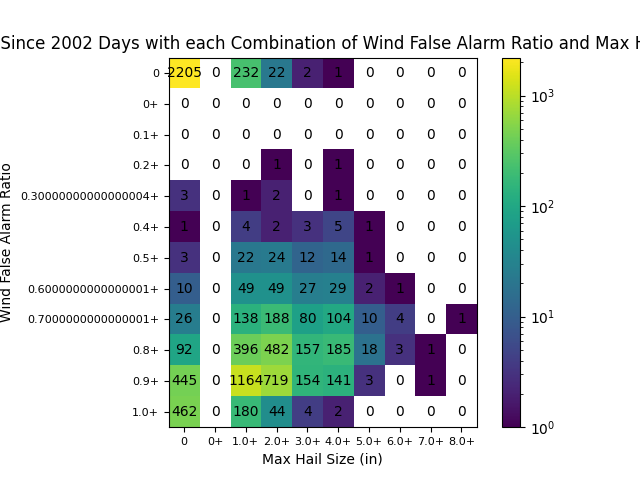 Since 2002 Days with each Combination of Wind False Alarm Ratio and Max
0 2205 0 232 22 2 1 0 0 0 0
0+ 0 0 0 0 0 0 0 0 0 0
0.1+ 0 0 0 0 0 0 0 0 0 0
0.2+ 0 0 0 1 0 1 0 0 0 0
0.30000000000000004+ 3 0 1 2 0 1 0 0 0 0
0.4+ 1 0 4 2 3 5 1 0 0 0
0.5+ 3 0 22 24 12 14 1 0 0 0
0.6000000000000001+ 10 0 49 49 27 29 2 1 0 0
0.7000000000000001+ 26 0 138 188 80 104 10 4 0 1
0.8+ 92 0 396 482 157 185 18 3 1 0
0.9+ 445 0 1164 719 154 141 3 0 1 0
1.0+ 462 0 180 44 4 2 0 0 0 0
0 0+ 1.0+ 2.0+ 3.0+ 4.0+ 5.0+ 6.0+ 7.0+ 8.0+
Max Hail Size (in)
Wind False Alarm Ratio
10³
10²
10¹
10⁰